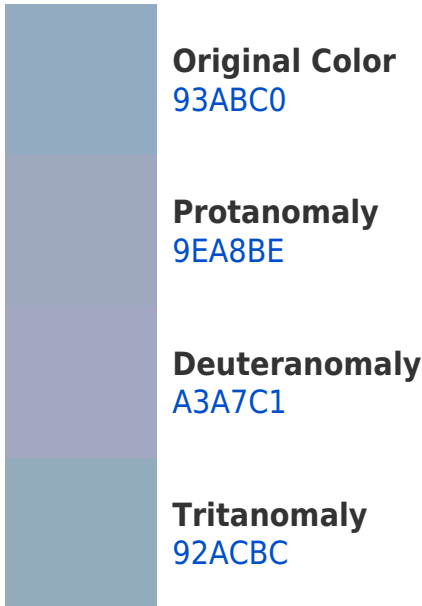 Original Color
93ABC0
Protanomaly
9EA8BE
Deuteranomaly
A3A7C1
Tritanomaly
92ACBC